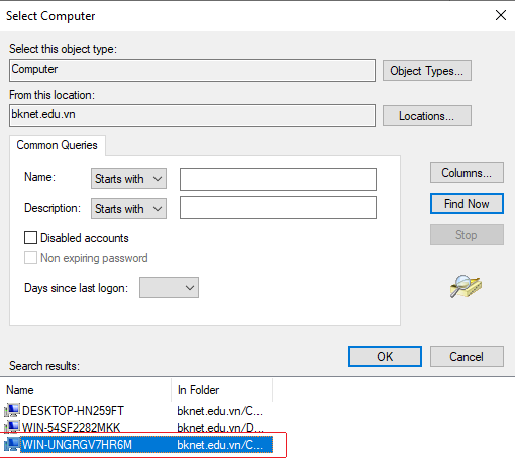 Select Computer
Select this object type:
Computer
Object Types...
From this location:
bknet.edu.vn
Locations...
Common Queries
Name:
Starts with
Columns...
Description:
Starts with
Find Now
Disabled accounts
Stop
Non expiring password
Days since last logon:
OK
Cancel
Search results:
Name
In Folder
DESKTOP-HN259FT
bknet.edu.vn/C...
WIN-54SF2282MKK
bknet.edu.vn/D...
WIN-UNGRGV7HR6M
bknet.edu.vn/C...